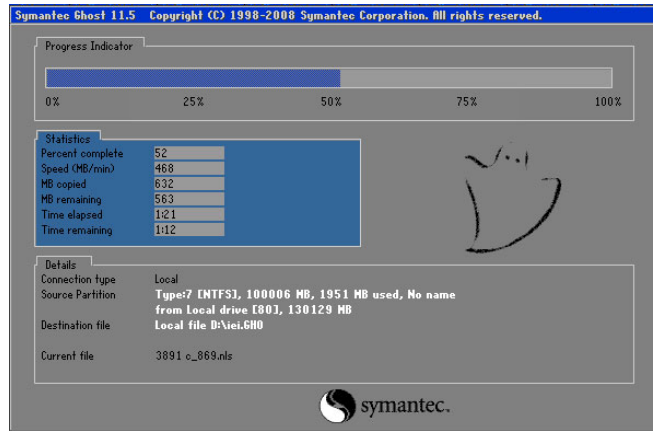 Symantec Ghost 11.5 Copyright (C) 1998-2008 Symantec Corporation. All rights reserved.
Progress Indicator
0% 25% 50% 75% 100%
Statistics
Percent complete 52
Speed (MB/min) 468
MB copied 632
MB remaining 563
Time elapsed 1:21
Time remaining 1:12
Details
Connection type Local
Source Partition Type:7 [NTFS], 100006 MB, 1951 MB used, No name
from Local drive [80], 130129 MB
Destination file Local file D:\iei.GHO
Current file 3891 c_869.nls
symantec.